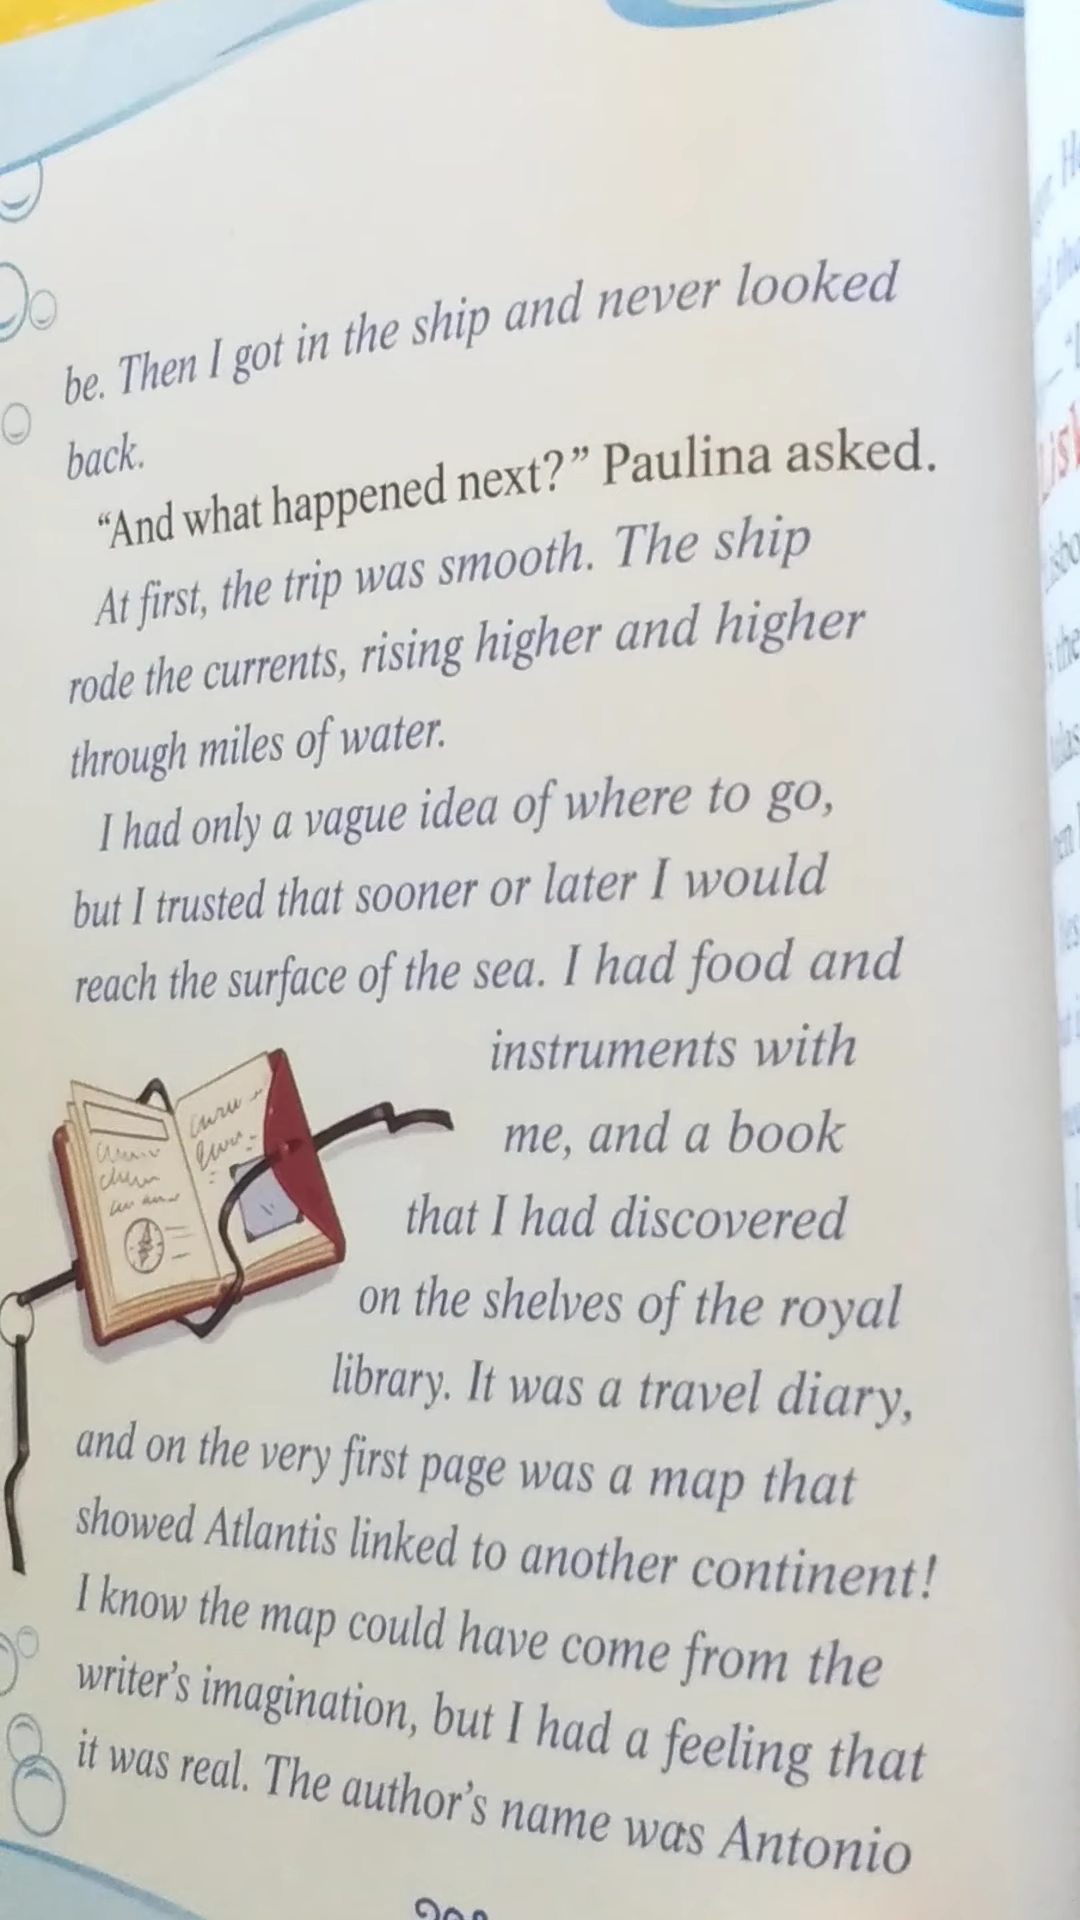 be. Then I got in the ship and never looked
back.
“And what happened next?” Paulina asked.
At first, the trip was smooth. The ship
rode the currents, rising higher and higher
through miles of water.
I had only a vague idea of where to go,
but I trusted that sooner or later I would
reach the surface of the sea. I had food and
instruments with
me, and a book
that I had discovered
on the shelves of the royal
library. It was a travel diary,
and on the very first page was a map that
showed Atlantis linked to another continent!
I know the map could have come from the
writer’s imagination, but I had a feeling that
it was real. The author’s name was Antonio